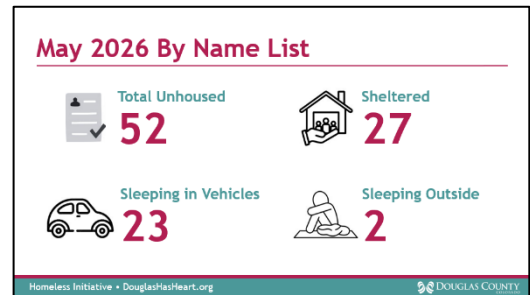 May 2026 By Name List
Total Unhoused
52
Sheltered
27
Sleeping in Vehicles
23
Sleeping Outside
2
Homeless Initiative • DouglasHasHeart.org
DOUGLAS COUNTY